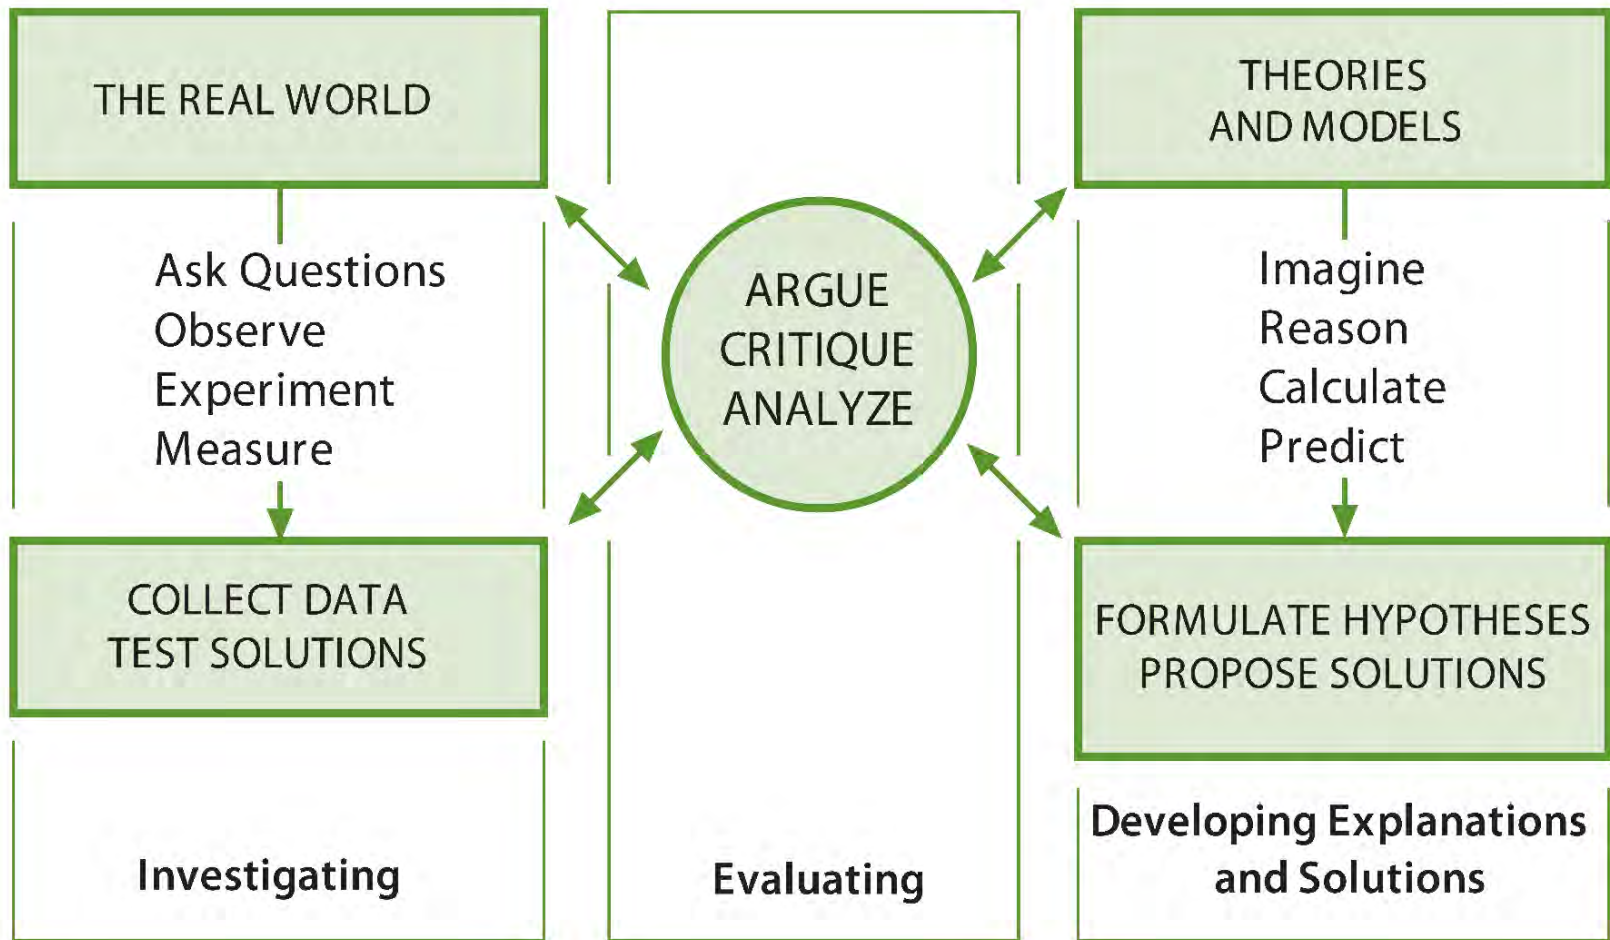 THE REAL WORLD
Ask Questions
Observe
Experiment
Measure
COLLECT DATA
TEST SOLUTIONS
Investigating
ARGUE
CRITIQUE
ANALYZE
Evaluating
THEORIES
AND MODELS
Imagine
Reason
Calculate
Predict
FORMULATE HYPOTHESES
PROPOSE SOLUTIONS
Developing Explanations
and Solutions